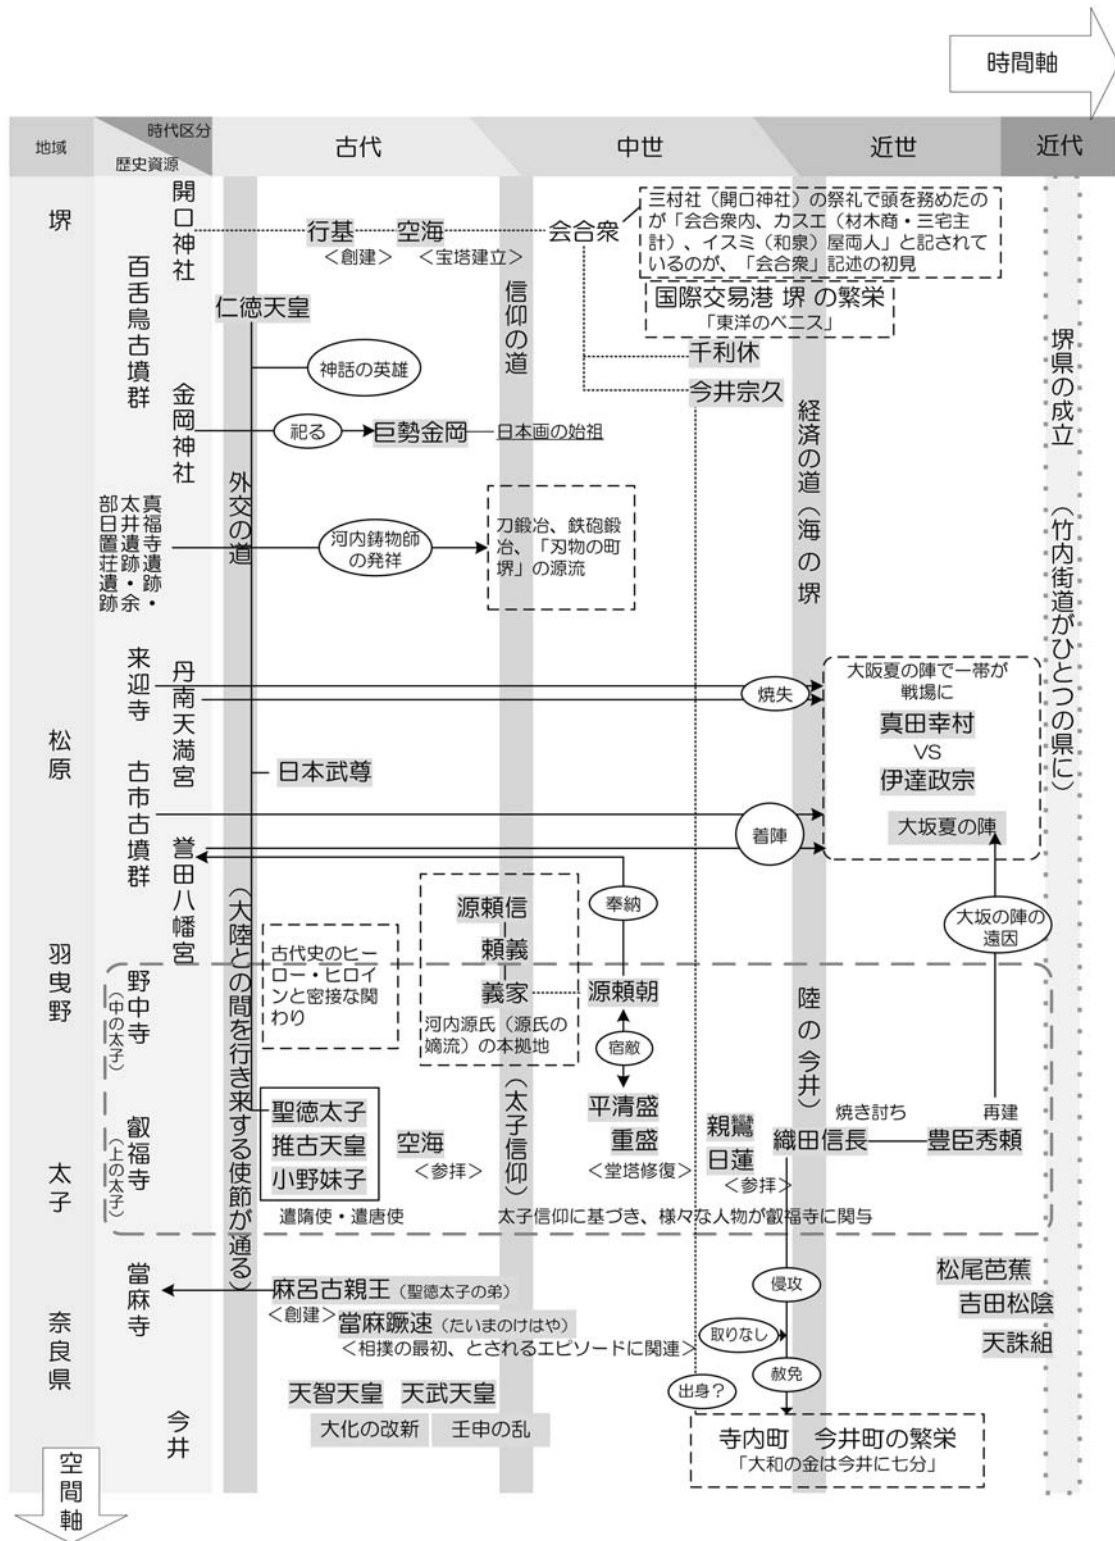 時間軸
地域
時代区分
歴史資源
古代
中世
近世
近代
堺
松原
羽曳野
太子
奈良県
空間軸
開口神社
百舌鳥古墳群
金岡神社
真福寺遺跡・
太井遺跡・余
部日置荘遺跡
来迎寺
丹南天満宮
古市古墳群
誉田八幡宮
野中寺
(中の太子)
叡福寺
(上の太子)
當麻寺
今井
外交の道
(大陸との間を行き来する使節が通る)
信仰の道
(太子信仰)
経済の道(海の堺
陸の今井)
堺県の成立
(竹内街道がひとつの県に)
行基
<創建>
空海
<宝塔建立>
会合衆
三村社(開口神社)の祭礼で頭を務めたの
が「会合衆内、カスエ(材木商・三宅主
計)、イスミ(和泉)屋両人」と記されて
いるのが、「会合衆」記述の初見
国際交易港 堺 の繁栄
「東洋のベニス」
仁徳天皇
神話の英雄
千利休
今井宗久
祀る
巨勢金岡
日本画の始祖
河内鋳物師
の発祥
刀鍛冶、鉄砲鍛
冶、「刃物の町
堺」の源流
焼失
大阪夏の陣で一帯が
戦場に
真田幸村
VS
伊達政宗
大坂夏の陣
日本武尊
着陣
源頼信
頼義
義家
河内源氏(源氏の
嫡流)の本拠地
奉納
大坂の陣の
遠因
古代史のヒー
ロー・ヒロイ
ンと密接な関
わり
源頼朝
宿敵
平清盛
重盛
<堂塔修復>
聖徳太子
推古天皇
小野妹子
遣隋使・遣唐使
空海
<参拝>
親鸞
日蓮
<参拝>
焼き討ち
再建
織田信長
豊臣秀頼
太子信仰に基づき、様々な人物が叡福寺に関与
麻呂古親王(聖徳太子の弟)
<創建>
當麻蹶速(たいまのけはや)
<相撲の最初、とされるエピソードに関連>
侵攻
取りなし
赦免
出身?
松尾芭蕉
吉田松陰
天誅組
天智天皇
天武天皇
大化の改新
壬申の乱
寺内町 今井町の繁栄
「大和の金は今井に七分」